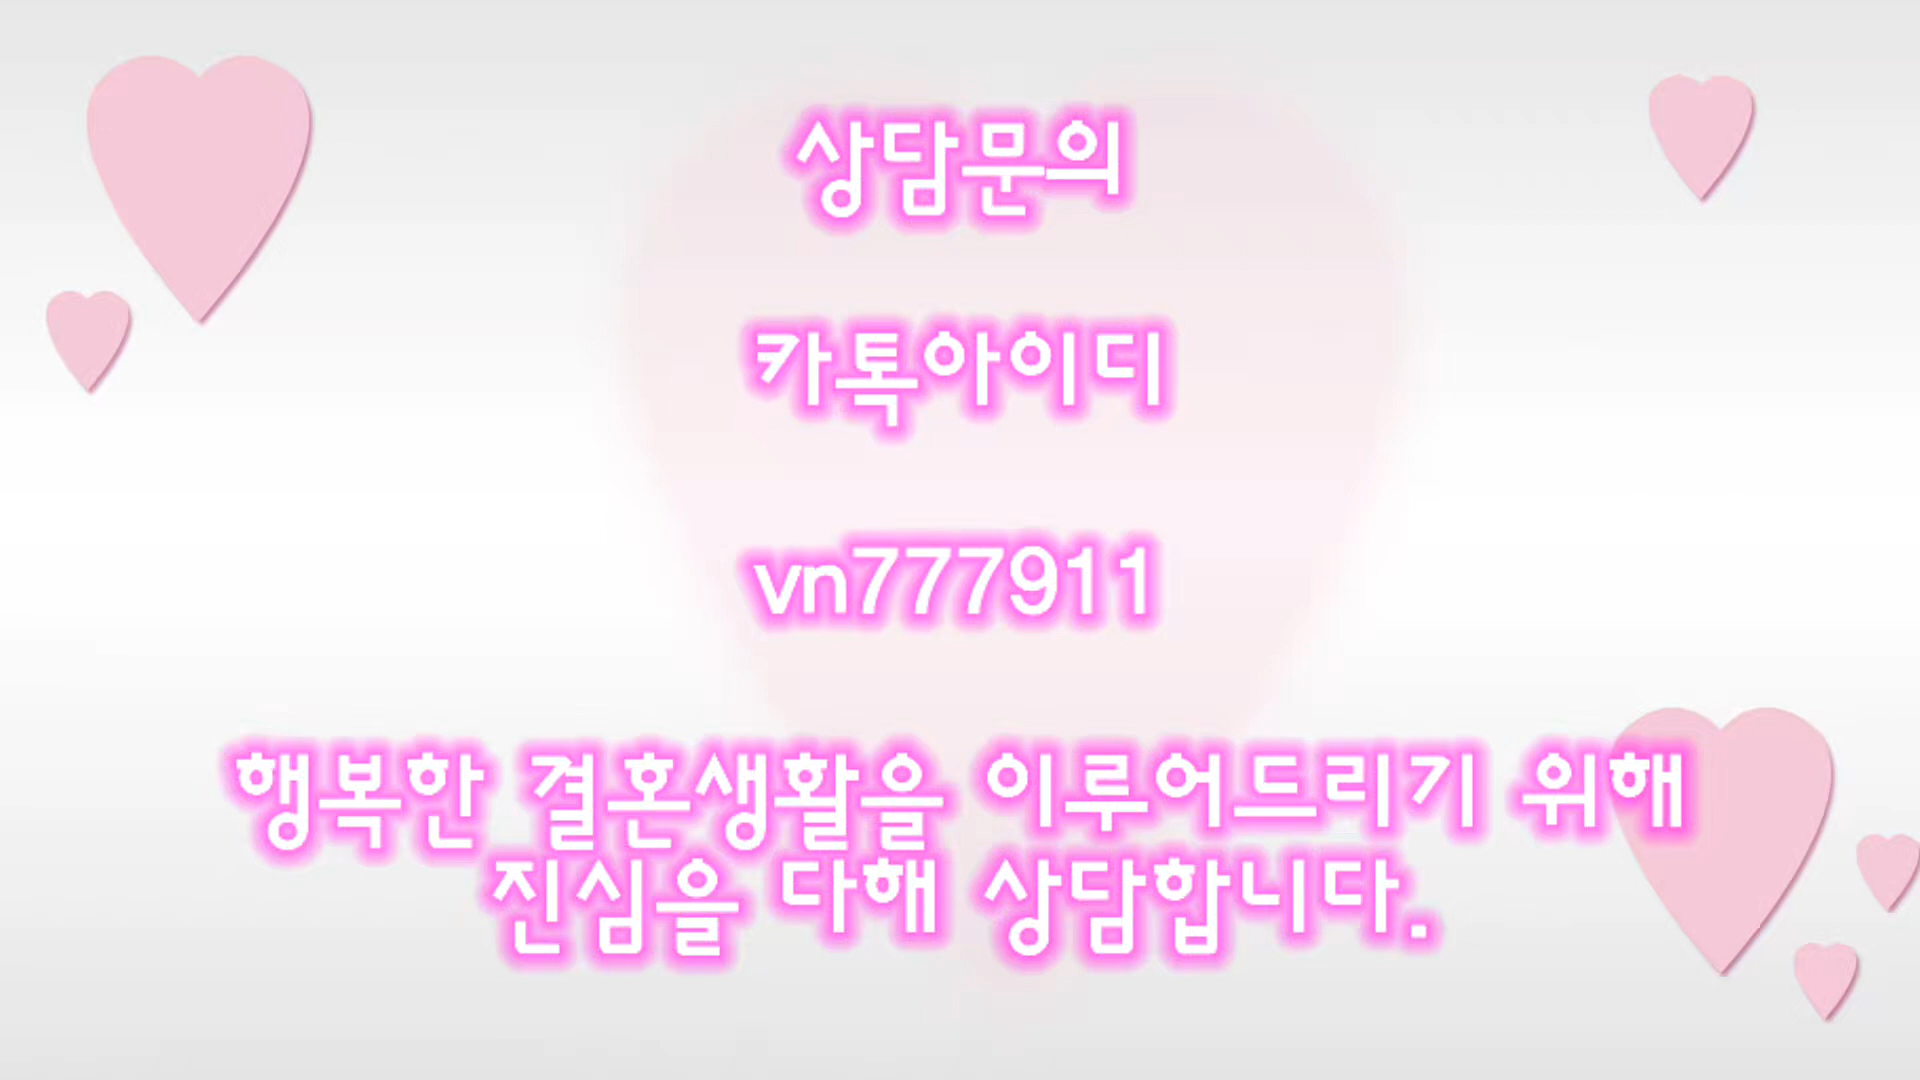 상담문의
카톡아이디
vn777911
행복한 결혼생활을 이루어드리기 위해
진심을 다해 상담합니다.